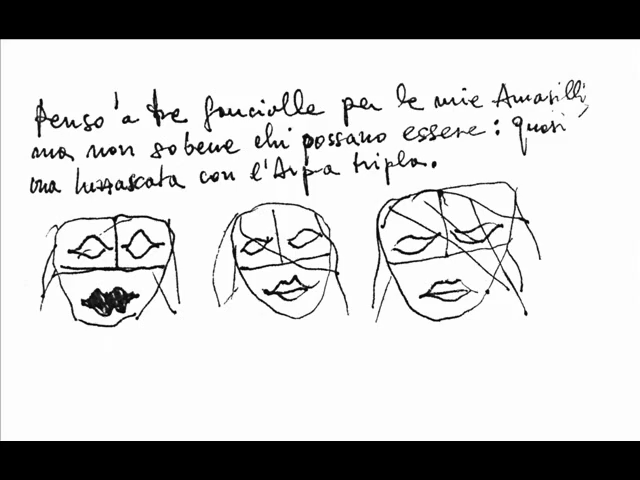 Penso a tre fanciulle per le mie Amarilli,
ma non so bene chi possano essere: quasi
una luzzascata con l'Arpa tripla.